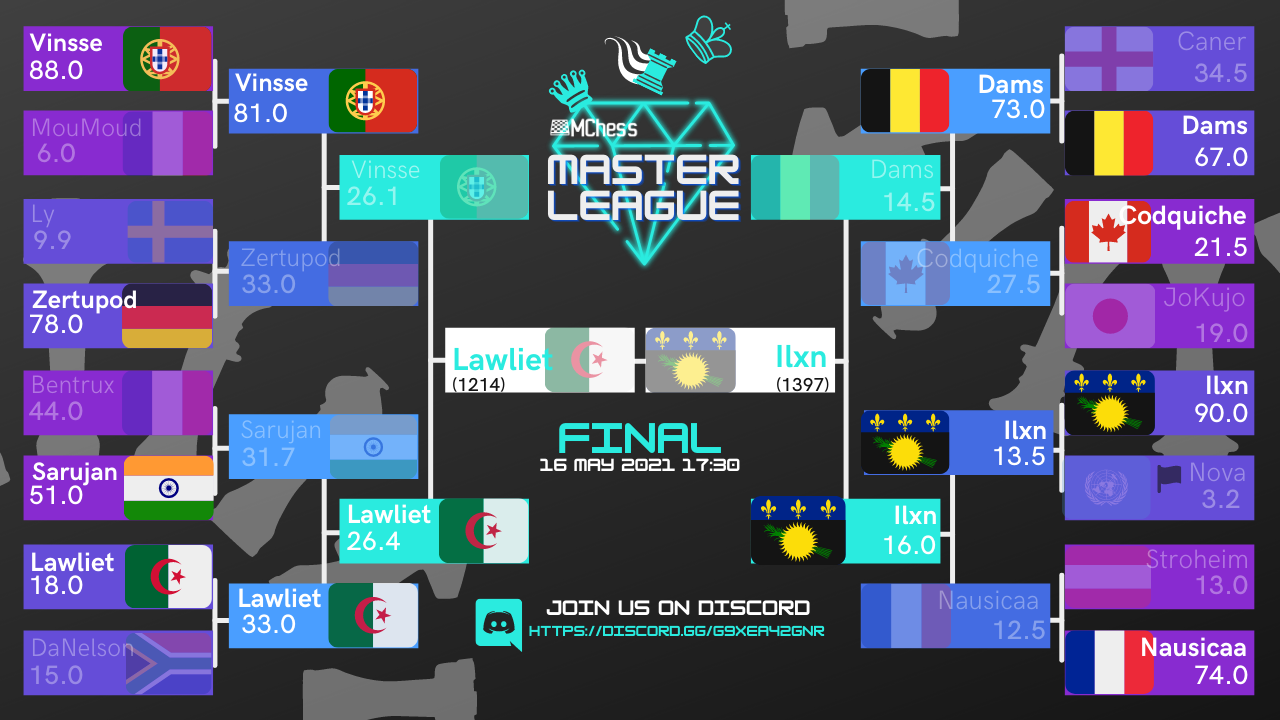 Vinsse
88.0
MouMoud
6.0
Ly
9.9
Zertupod
78.0
Bentrux
44.0
Sarujan
51.0
Lawliet
18.0
DaNelson
15.0
Vinsse
81.0
Zertupod
33.0
Sarujan
31.7
Lawliet
33.0
Vinsse
26.1
Lawliet
26.4
MChess
MASTER
LEAGUE
Lawliet
(1214)
Ilxn
(1397)
FINAL
16 MAY 2021 17:30
JOIN US ON DISCORD
HTTPS://DISCORD.GG/G9XEA42GNR
Dams
14.5
Ilxn
16.0
Dams
73.0
Codquiche
27.5
Ilxn
13.5
Nausicaa
12.5
Caner
34.5
Dams
67.0
Codquiche
21.5
JoKujo
19.0
Ilxn
90.0
Nova
3.2
Stroheim
13.0
Nausicaa
74.0